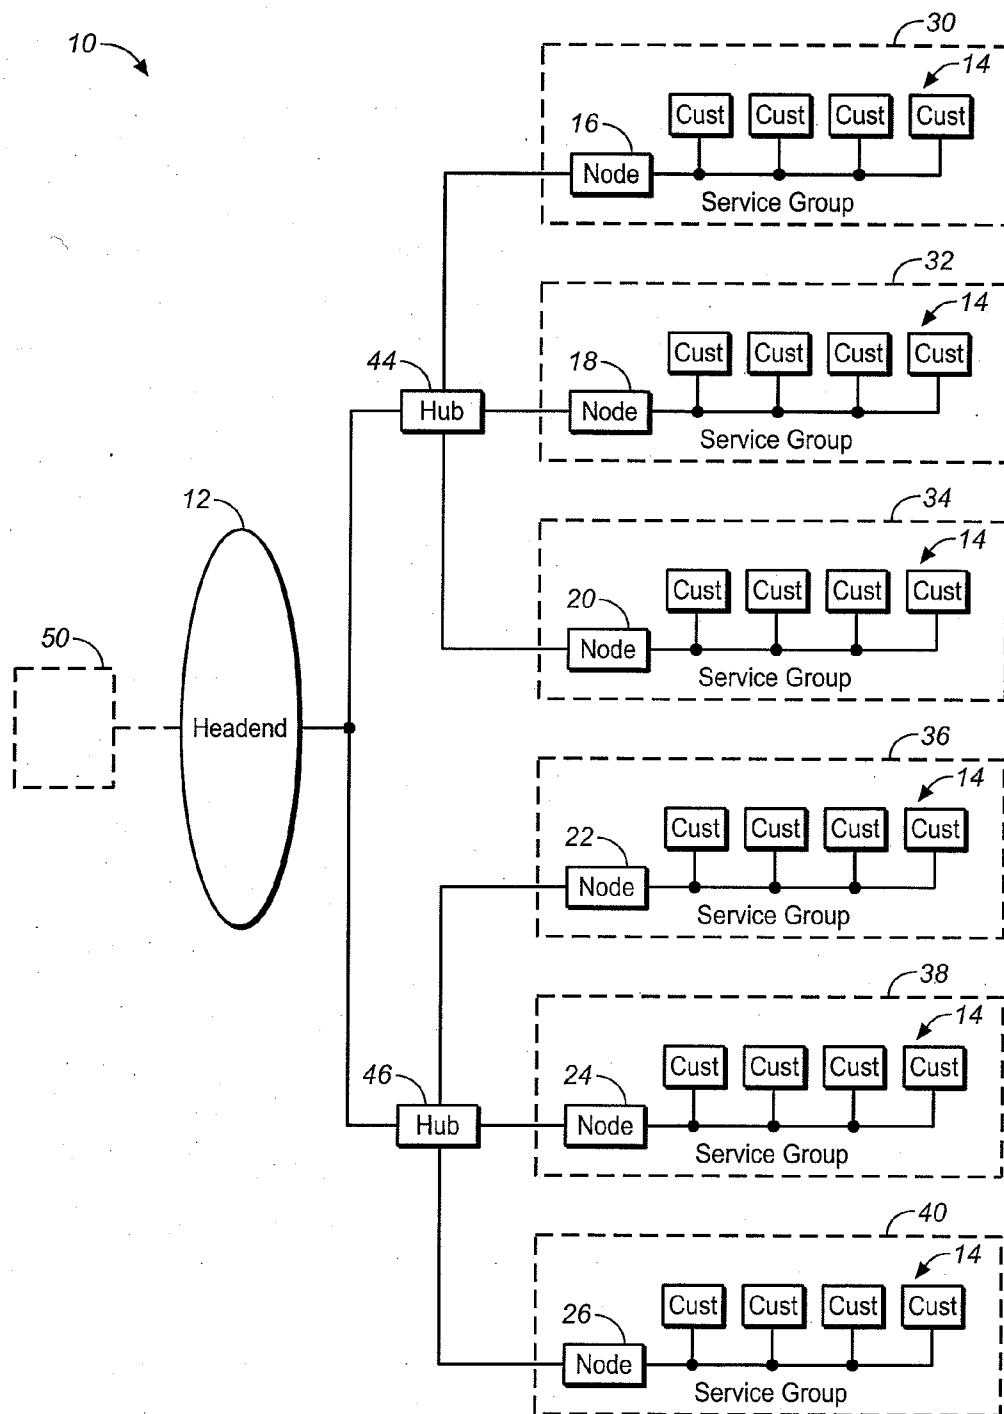 10
30
14
Cust Cust Cust Cust
16
Node
Service Group
32
14
Cust Cust Cust Cust
44
18
Hub
Node
Service Group
12
34
14
Cust Cust Cust Cust
20
50
Node
Service Group
Headend
36
14
Cust Cust Cust Cust
22
Node
Service Group
38
14
Cust Cust Cust Cust
46
24
Hub
Node
Service Group
40
14
Cust Cust Cust Cust
26
Node
Service Group